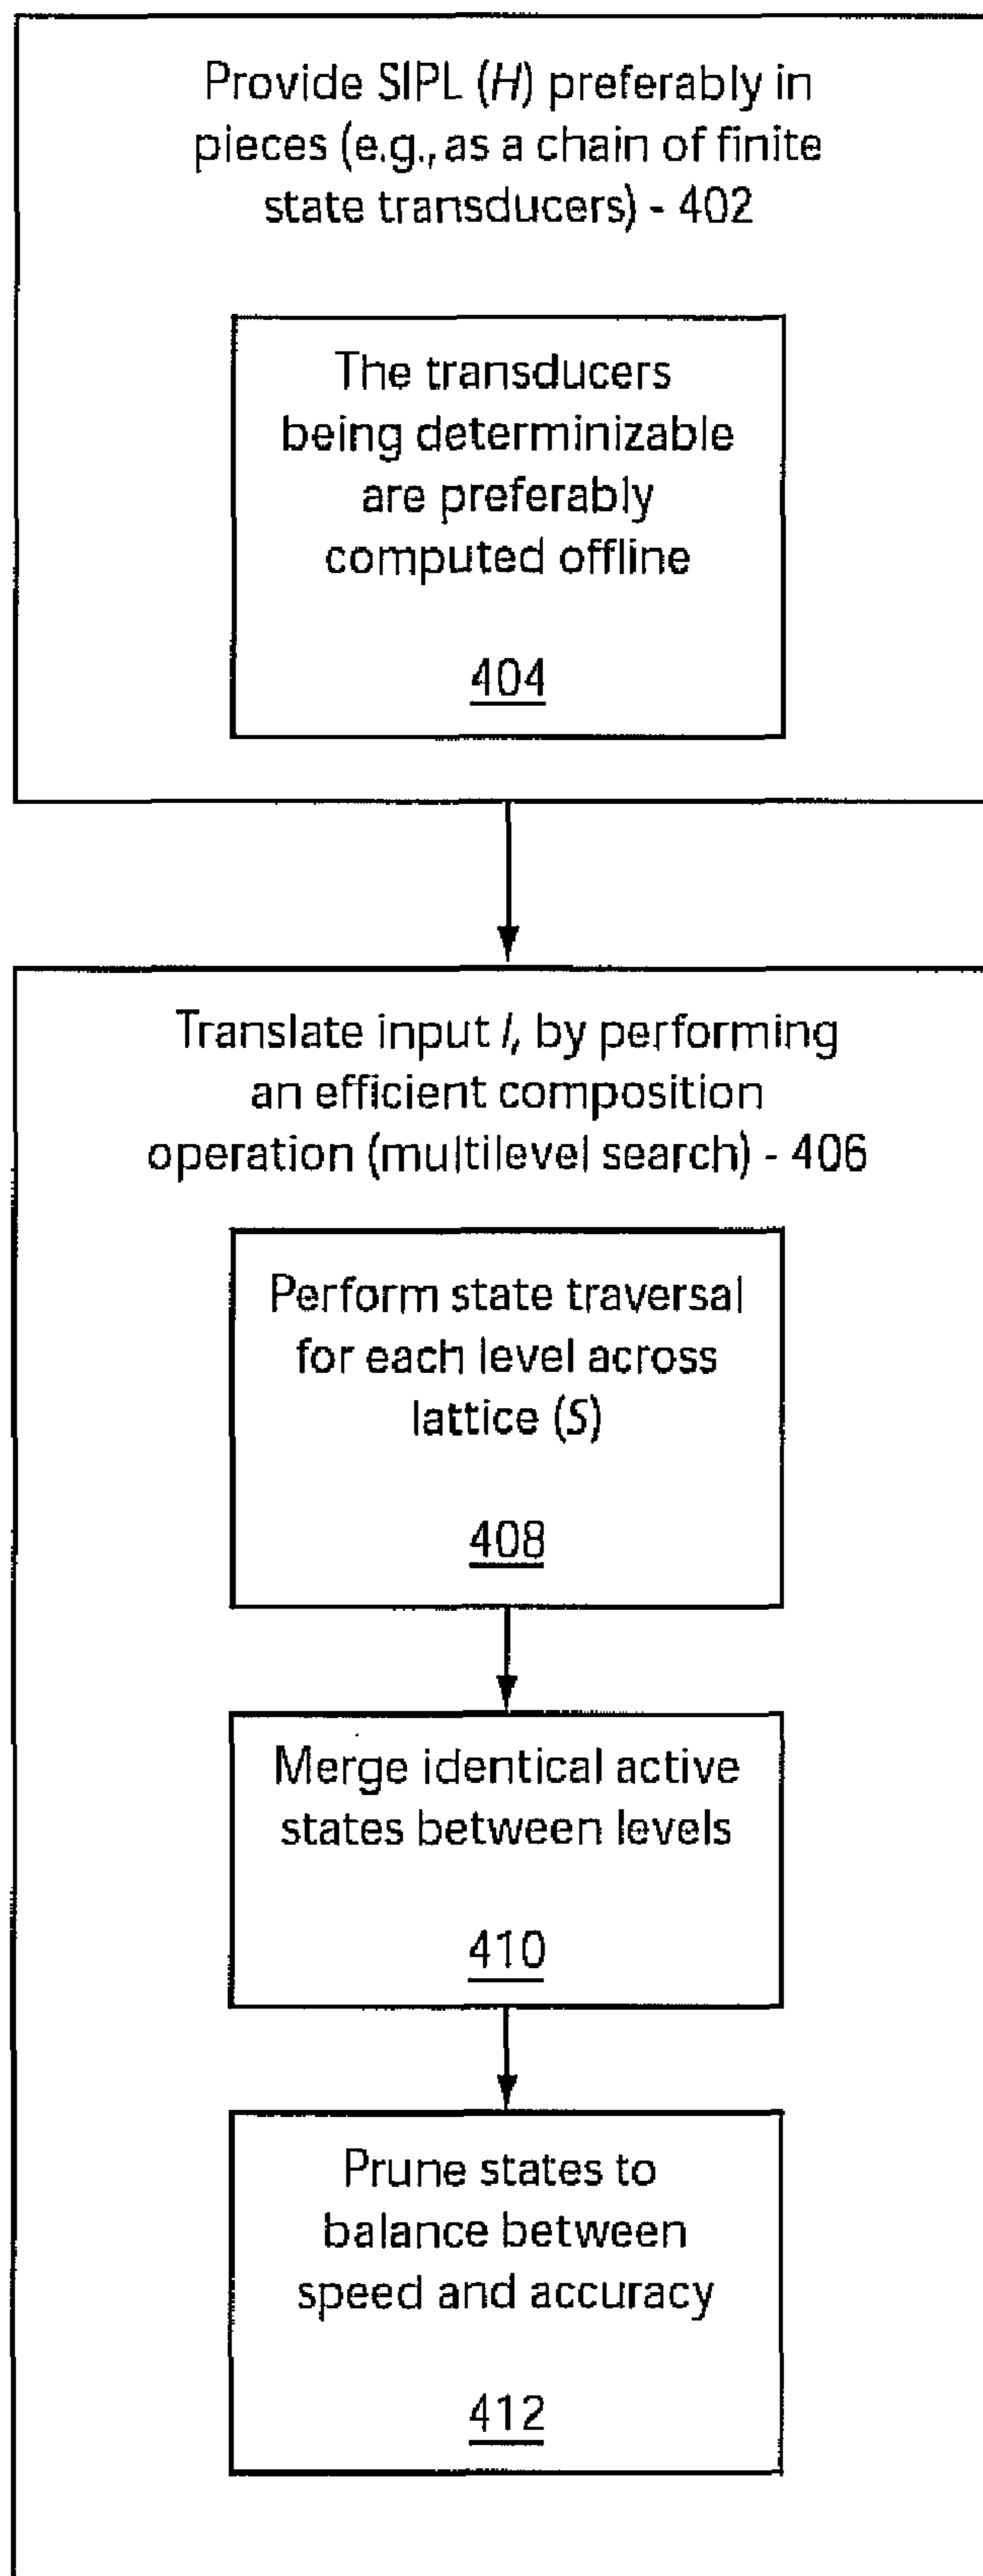 Provide SIPL (H) preferably in
pieces (e.g., as a chain of finite
state transducers) - 402
The transducers
being determinizable
are preferably
computed offline
404
Translate input I, by performing
an efficient composition
operation (multilevel search) - 406
Perform state traversal
for each level across
lattice (S)
408
Merge identical active
states between levels
410
Prune states to
balance between
speed and accuracy
412